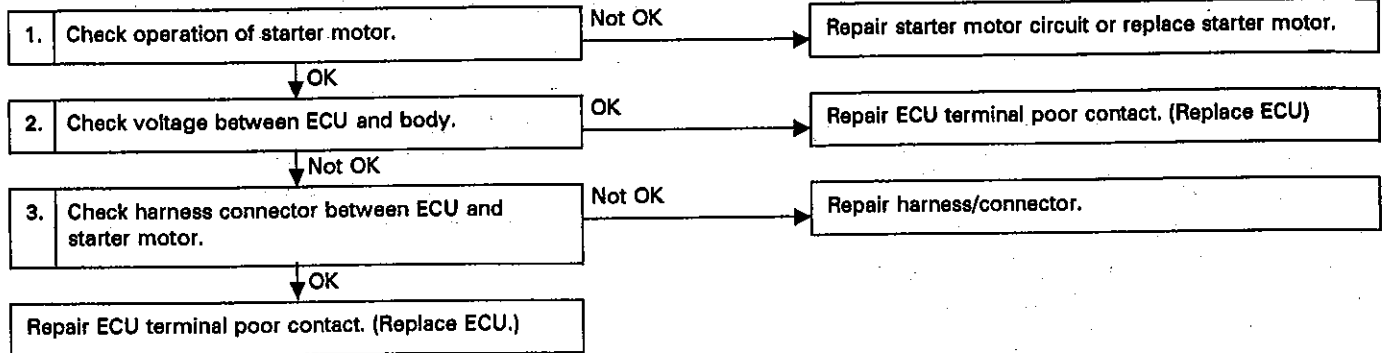 1. Check operation of starter motor.
Not OK
Repair starter motor circuit or replace starter motor.
OK
2. Check voltage between ECU and body.
OK
Repair ECU terminal poor contact. (Replace ECU)
Not OK
3. Check harness connector between ECU and
starter motor.
Not OK
Repair harness/connector.
OK
Repair ECU terminal poor contact. (Replace ECU.)